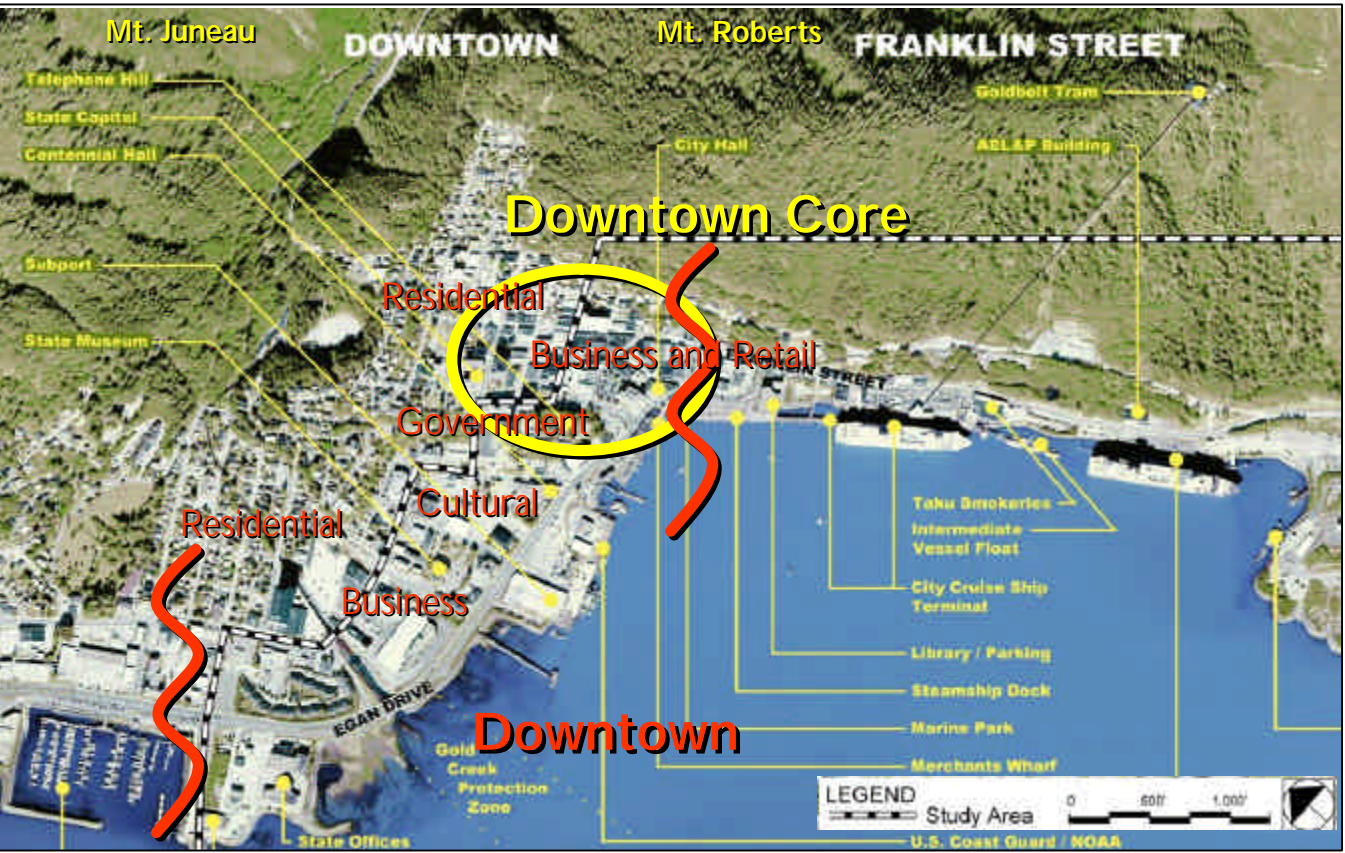 Mt. Juneau
DOWNTOWN
Mt. Roberts
FRANKLIN STREET
Telephone Hill
State Capital
Centennial Hall
Goldbelt Tram
City Hall
AEL&P Building
Downtown Core
Subport
Residential
State Museum
Business and Retail
STREET
Government
Cultural
Residential
Taku Smokeries
Intermediate
Vessel Float
Business
City Cruise Ship
Terminal
Library / Parking
Steamship Dock
EGAN DRIVE
Downtown
Marine Park
Gold
Creek
Protection
Zone
Merchants Wharf
LEGEND
Study Area
0 500' 1,000'
State Offices
U.S. Coast Guard / NOAA